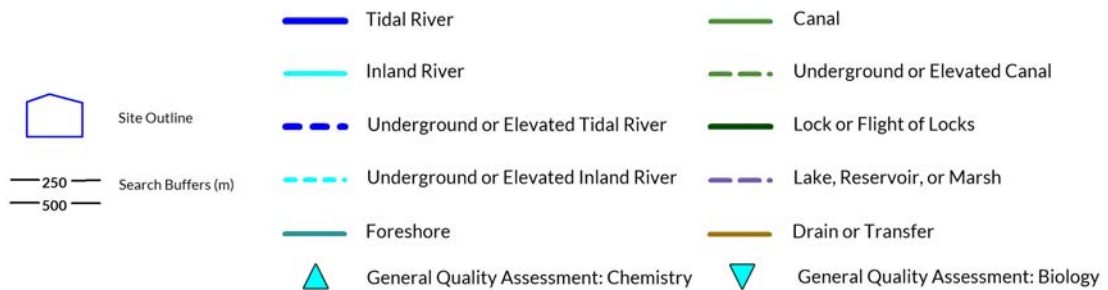 Tidal River
Canal
Inland River
Underground or Elevated Canal
Site Outline
Underground or Elevated Tidal River
Lock or Flight of Locks
250
Search Buffers (m)
500
Underground or Elevated Inland River
Lake, Reservoir, or Marsh
Foreshore
Drain or Transfer
General Quality Assessment: Chemistry
General Quality Assessment: Biology